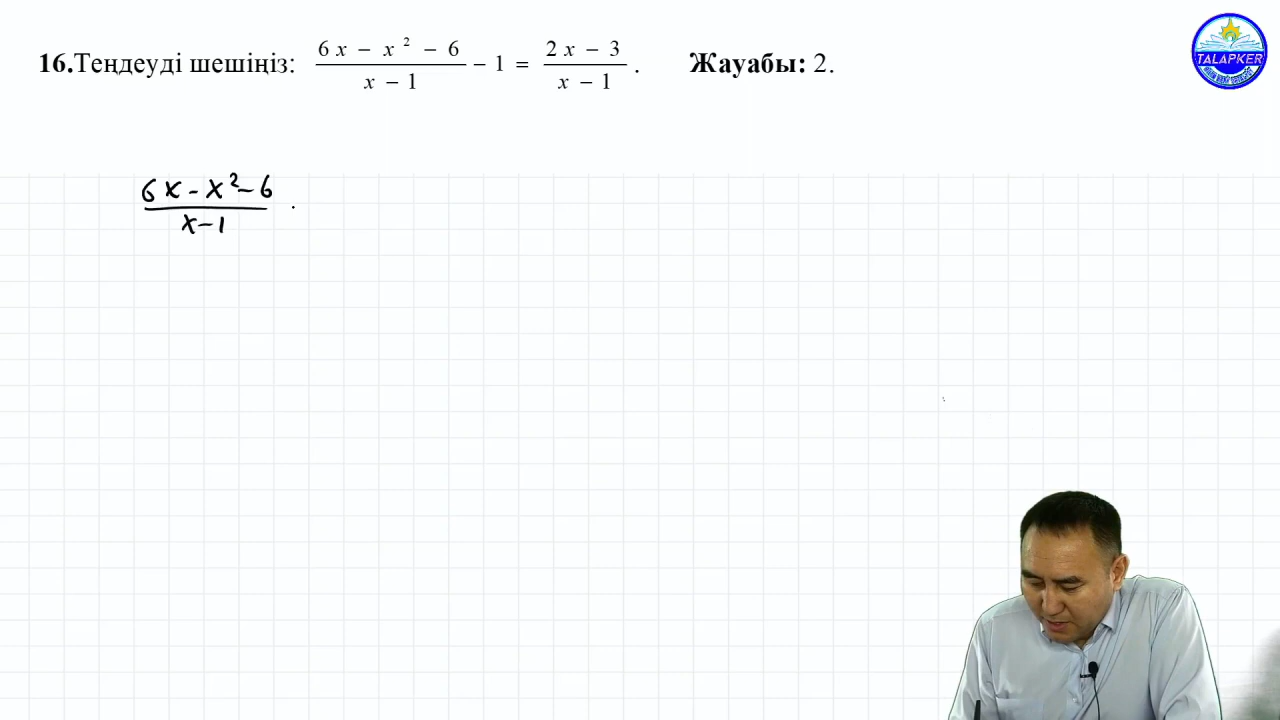 16.Теңдеуді шешіңіз: (6x − x² − 6)/(x − 1) − 1 = (2x − 3)/(x − 1). Жауабы: 2.
TALAPKER
6x − x² − 6
x − 1